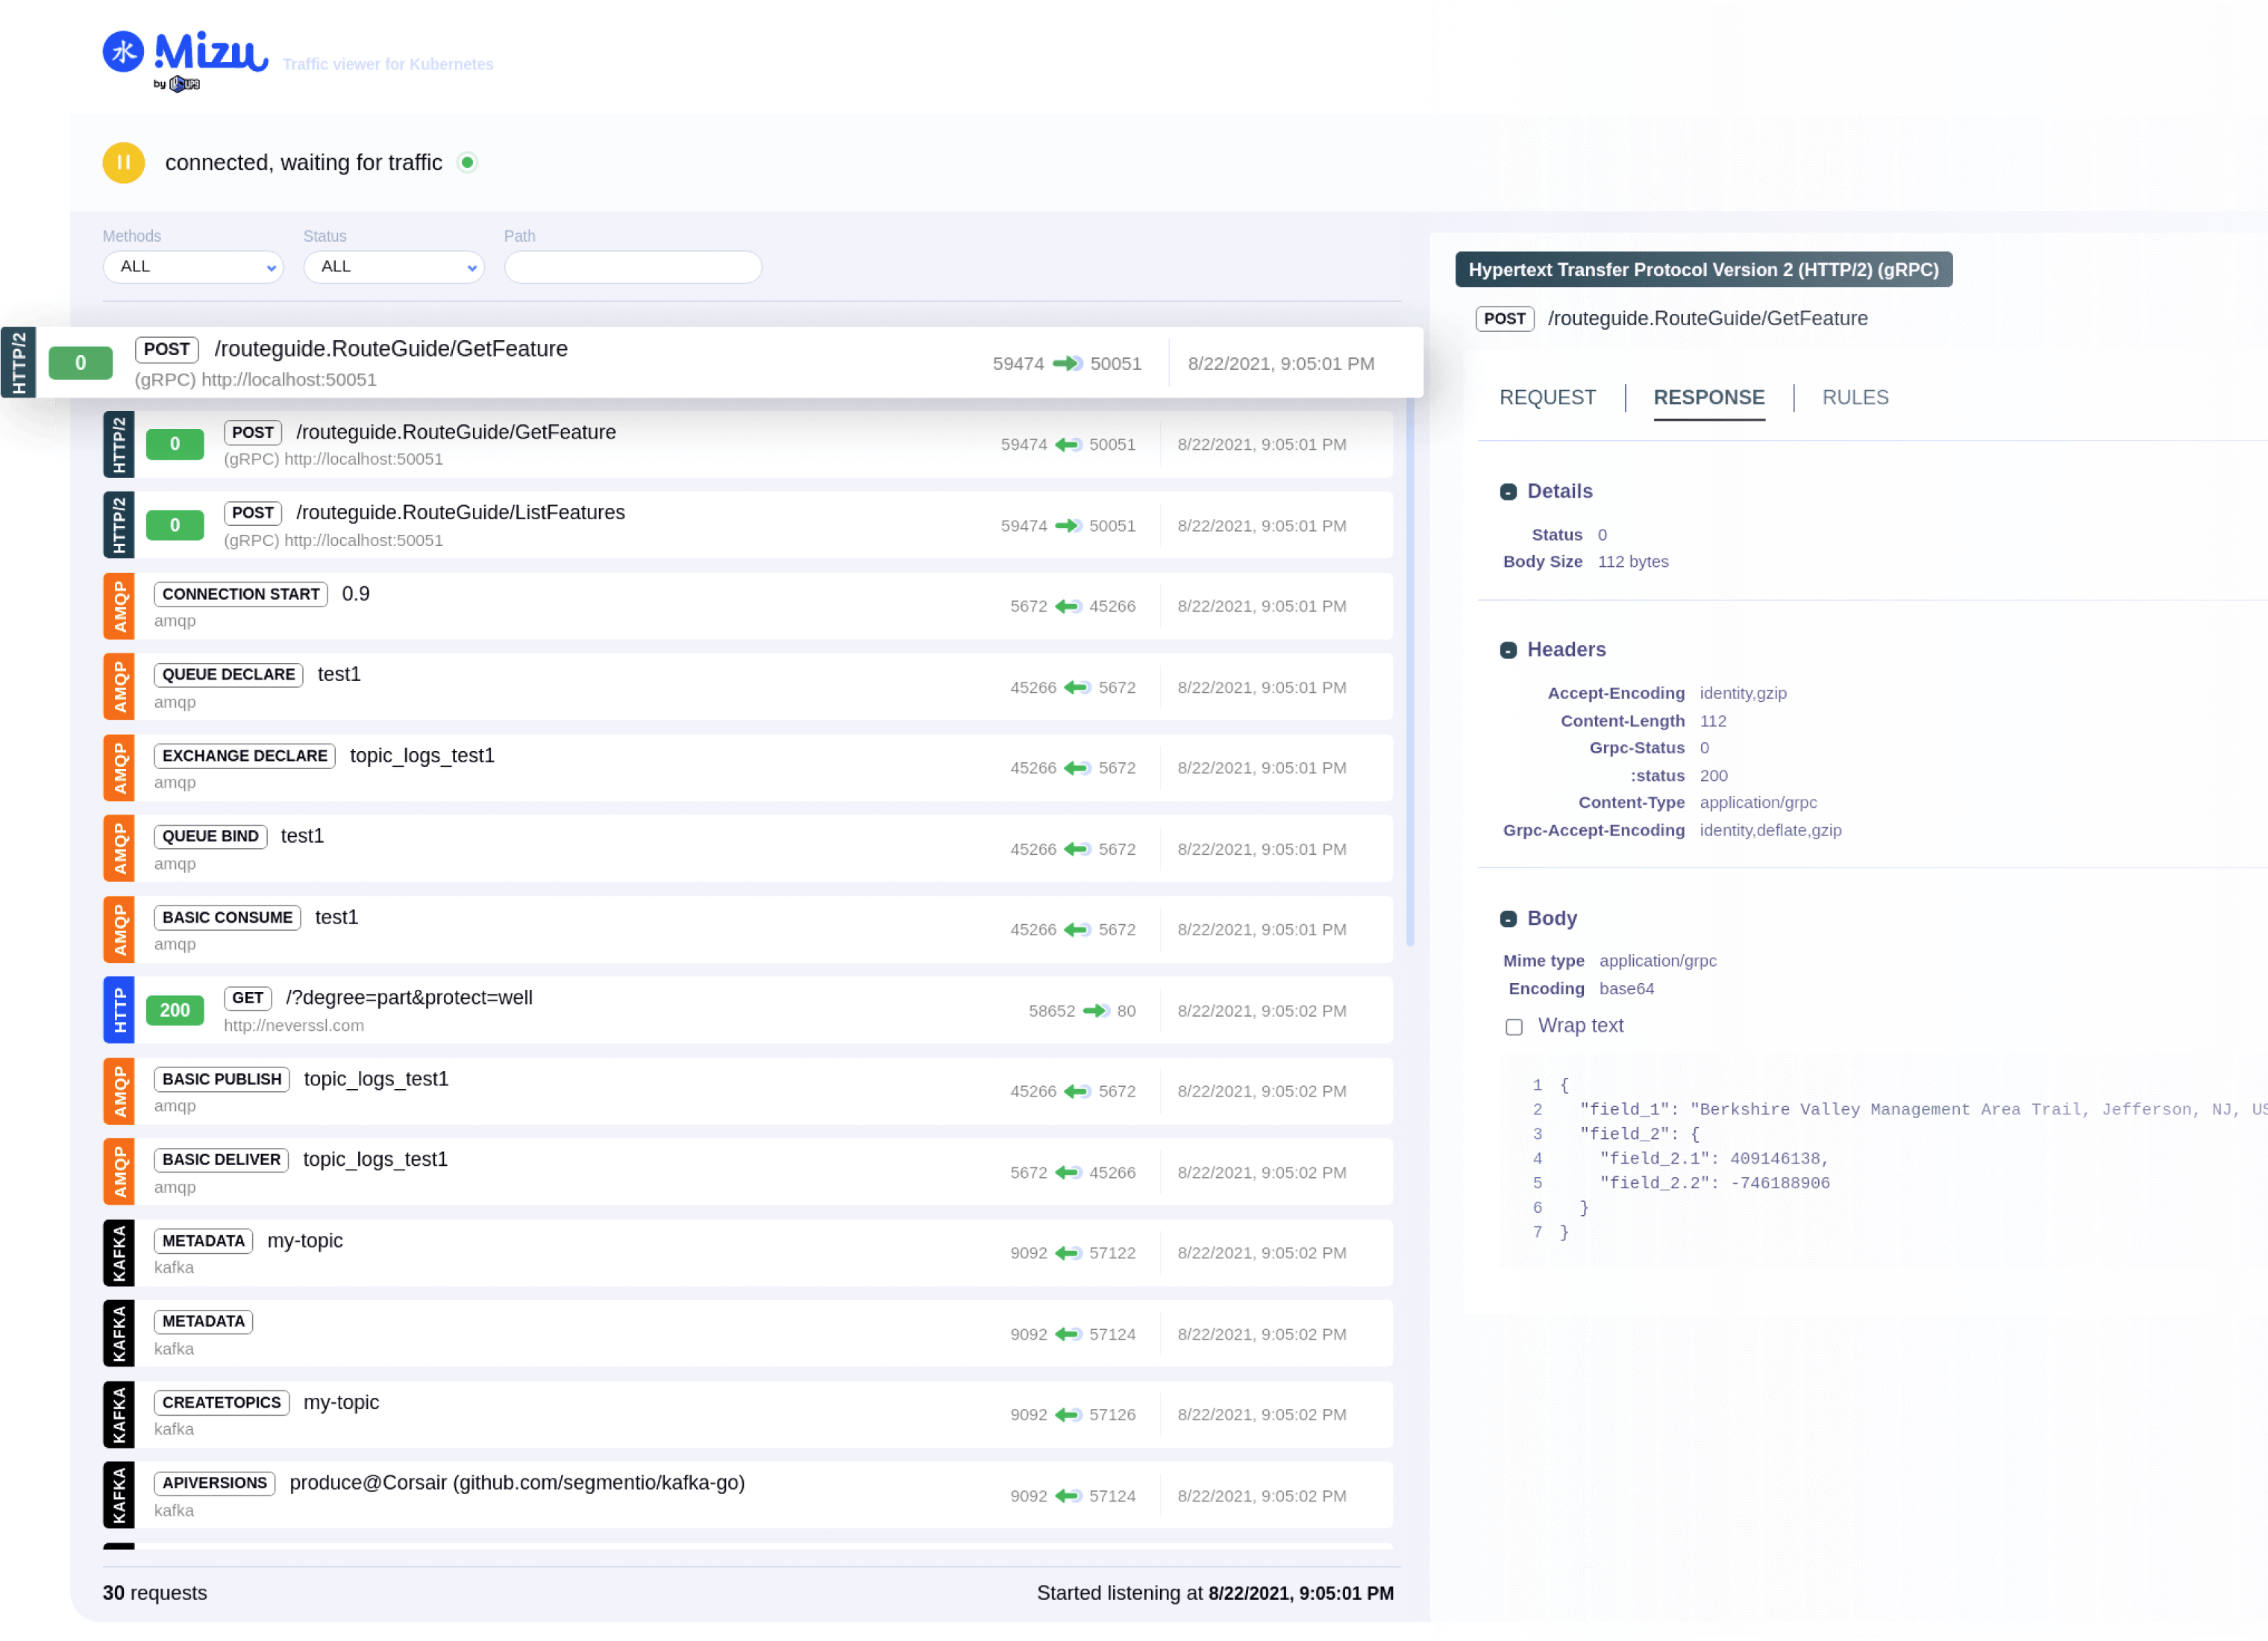 水 Mizu Traffic viewer for Kubernetes
by UP9
connected, waiting for traffic
Methods Status Path
ALL ALL
HTTP/2 0 POST /routeguide.RouteGuide/GetFeature 59474 50051 8/22/2021, 9:05:01 PM
(gRPC) http://localhost:50051
HTTP/2 0 POST /routeguide.RouteGuide/GetFeature 59474 50051 8/22/2021, 9:05:01 PM
(gRPC) http://localhost:50051
HTTP/2 0 POST /routeguide.RouteGuide/ListFeatures 59474 50051 8/22/2021, 9:05:01 PM
(gRPC) http://localhost:50051
AMQP CONNECTION START 0.9 5672 45266 8/22/2021, 9:05:01 PM
amqp
AMQP QUEUE DECLARE test1 45266 5672 8/22/2021, 9:05:01 PM
amqp
AMQP EXCHANGE DECLARE topic_logs_test1 45266 5672 8/22/2021, 9:05:01 PM
amqp
AMQP QUEUE BIND test1 45266 5672 8/22/2021, 9:05:01 PM
amqp
AMQP BASIC CONSUME test1 45266 5672 8/22/2021, 9:05:01 PM
amqp
HTTP 200 GET /?degree=part&protect=well 58652 80 8/22/2021, 9:05:02 PM
http://neverssl.com
AMQP BASIC PUBLISH topic_logs_test1 45266 5672 8/22/2021, 9:05:02 PM
amqp
AMQP BASIC DELIVER topic_logs_test1 5672 45266 8/22/2021, 9:05:02 PM
amqp
KAFKA METADATA my-topic 9092 57122 8/22/2021, 9:05:02 PM
kafka
KAFKA METADATA 9092 57124 8/22/2021, 9:05:02 PM
kafka
KAFKA CREATETOPICS my-topic 9092 57126 8/22/2021, 9:05:02 PM
kafka
KAFKA APIVERSIONS produce@Corsair (github.com/segmentio/kafka-go) 9092 57124 8/22/2021, 9:05:02 PM
kafka
30 requests Started listening at 8/22/2021, 9:05:01 PM
Hypertext Transfer Protocol Version 2 (HTTP/2) (gRPC)
POST /routeguide.RouteGuide/GetFeature
REQUEST RESPONSE RULES
- Details
Status 0
Body Size 112 bytes
- Headers
Accept-Encoding identity,gzip
Content-Length 112
Grpc-Status 0
:status 200
Content-Type application/grpc
Grpc-Accept-Encoding identity,deflate,gzip
- Body
Mime type application/grpc
Encoding base64
Wrap text
1 {
2 "field_1": "Berkshire Valley Management Area Trail, Jefferson, NJ, US
3 "field_2": {
4 "field_2.1": 409146138,
5 "field_2.2": -746188906
6 }
7 }